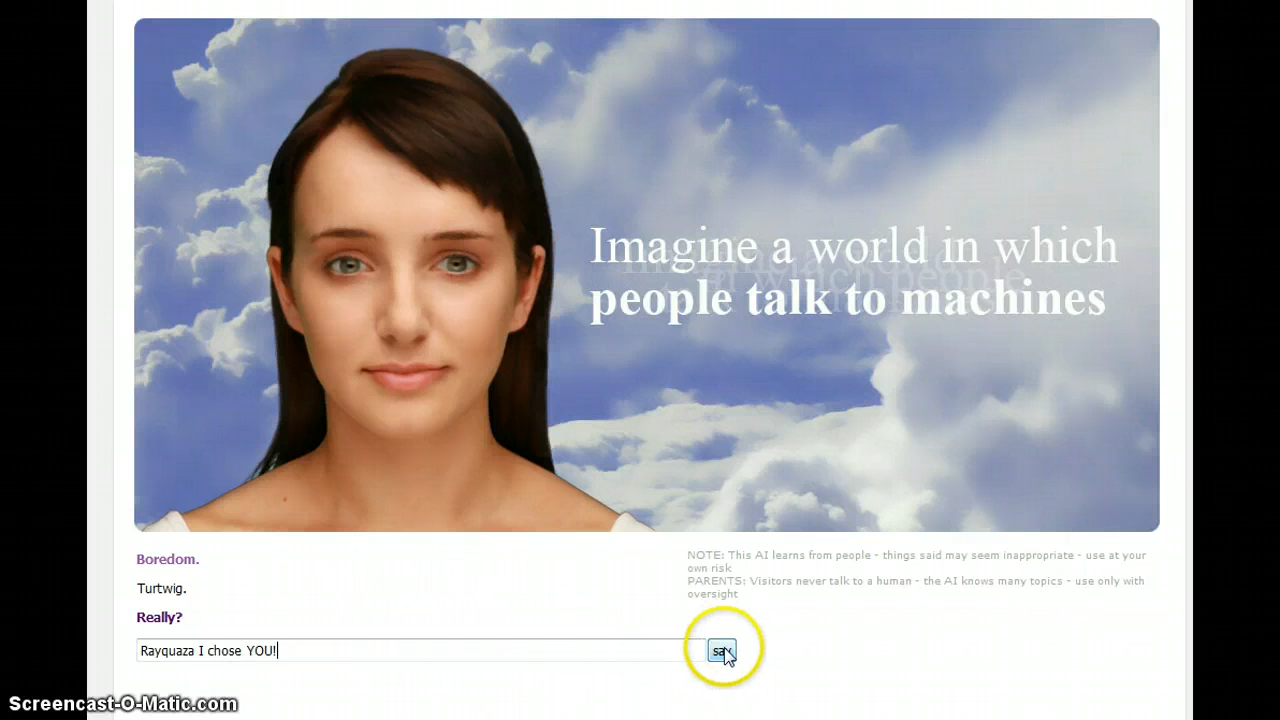 Imagine a world in which
people talk to machines
Boredom.
Turtwig.
Really?
NOTE: This AI learns from people - things said may seem inappropriate - use at your
own risk
PARENTS: Visitors never talk to a human - the AI knows many topics - use only with
oversight
Rayquaza I chose YOU!
say
Screencast-O-Matic.com